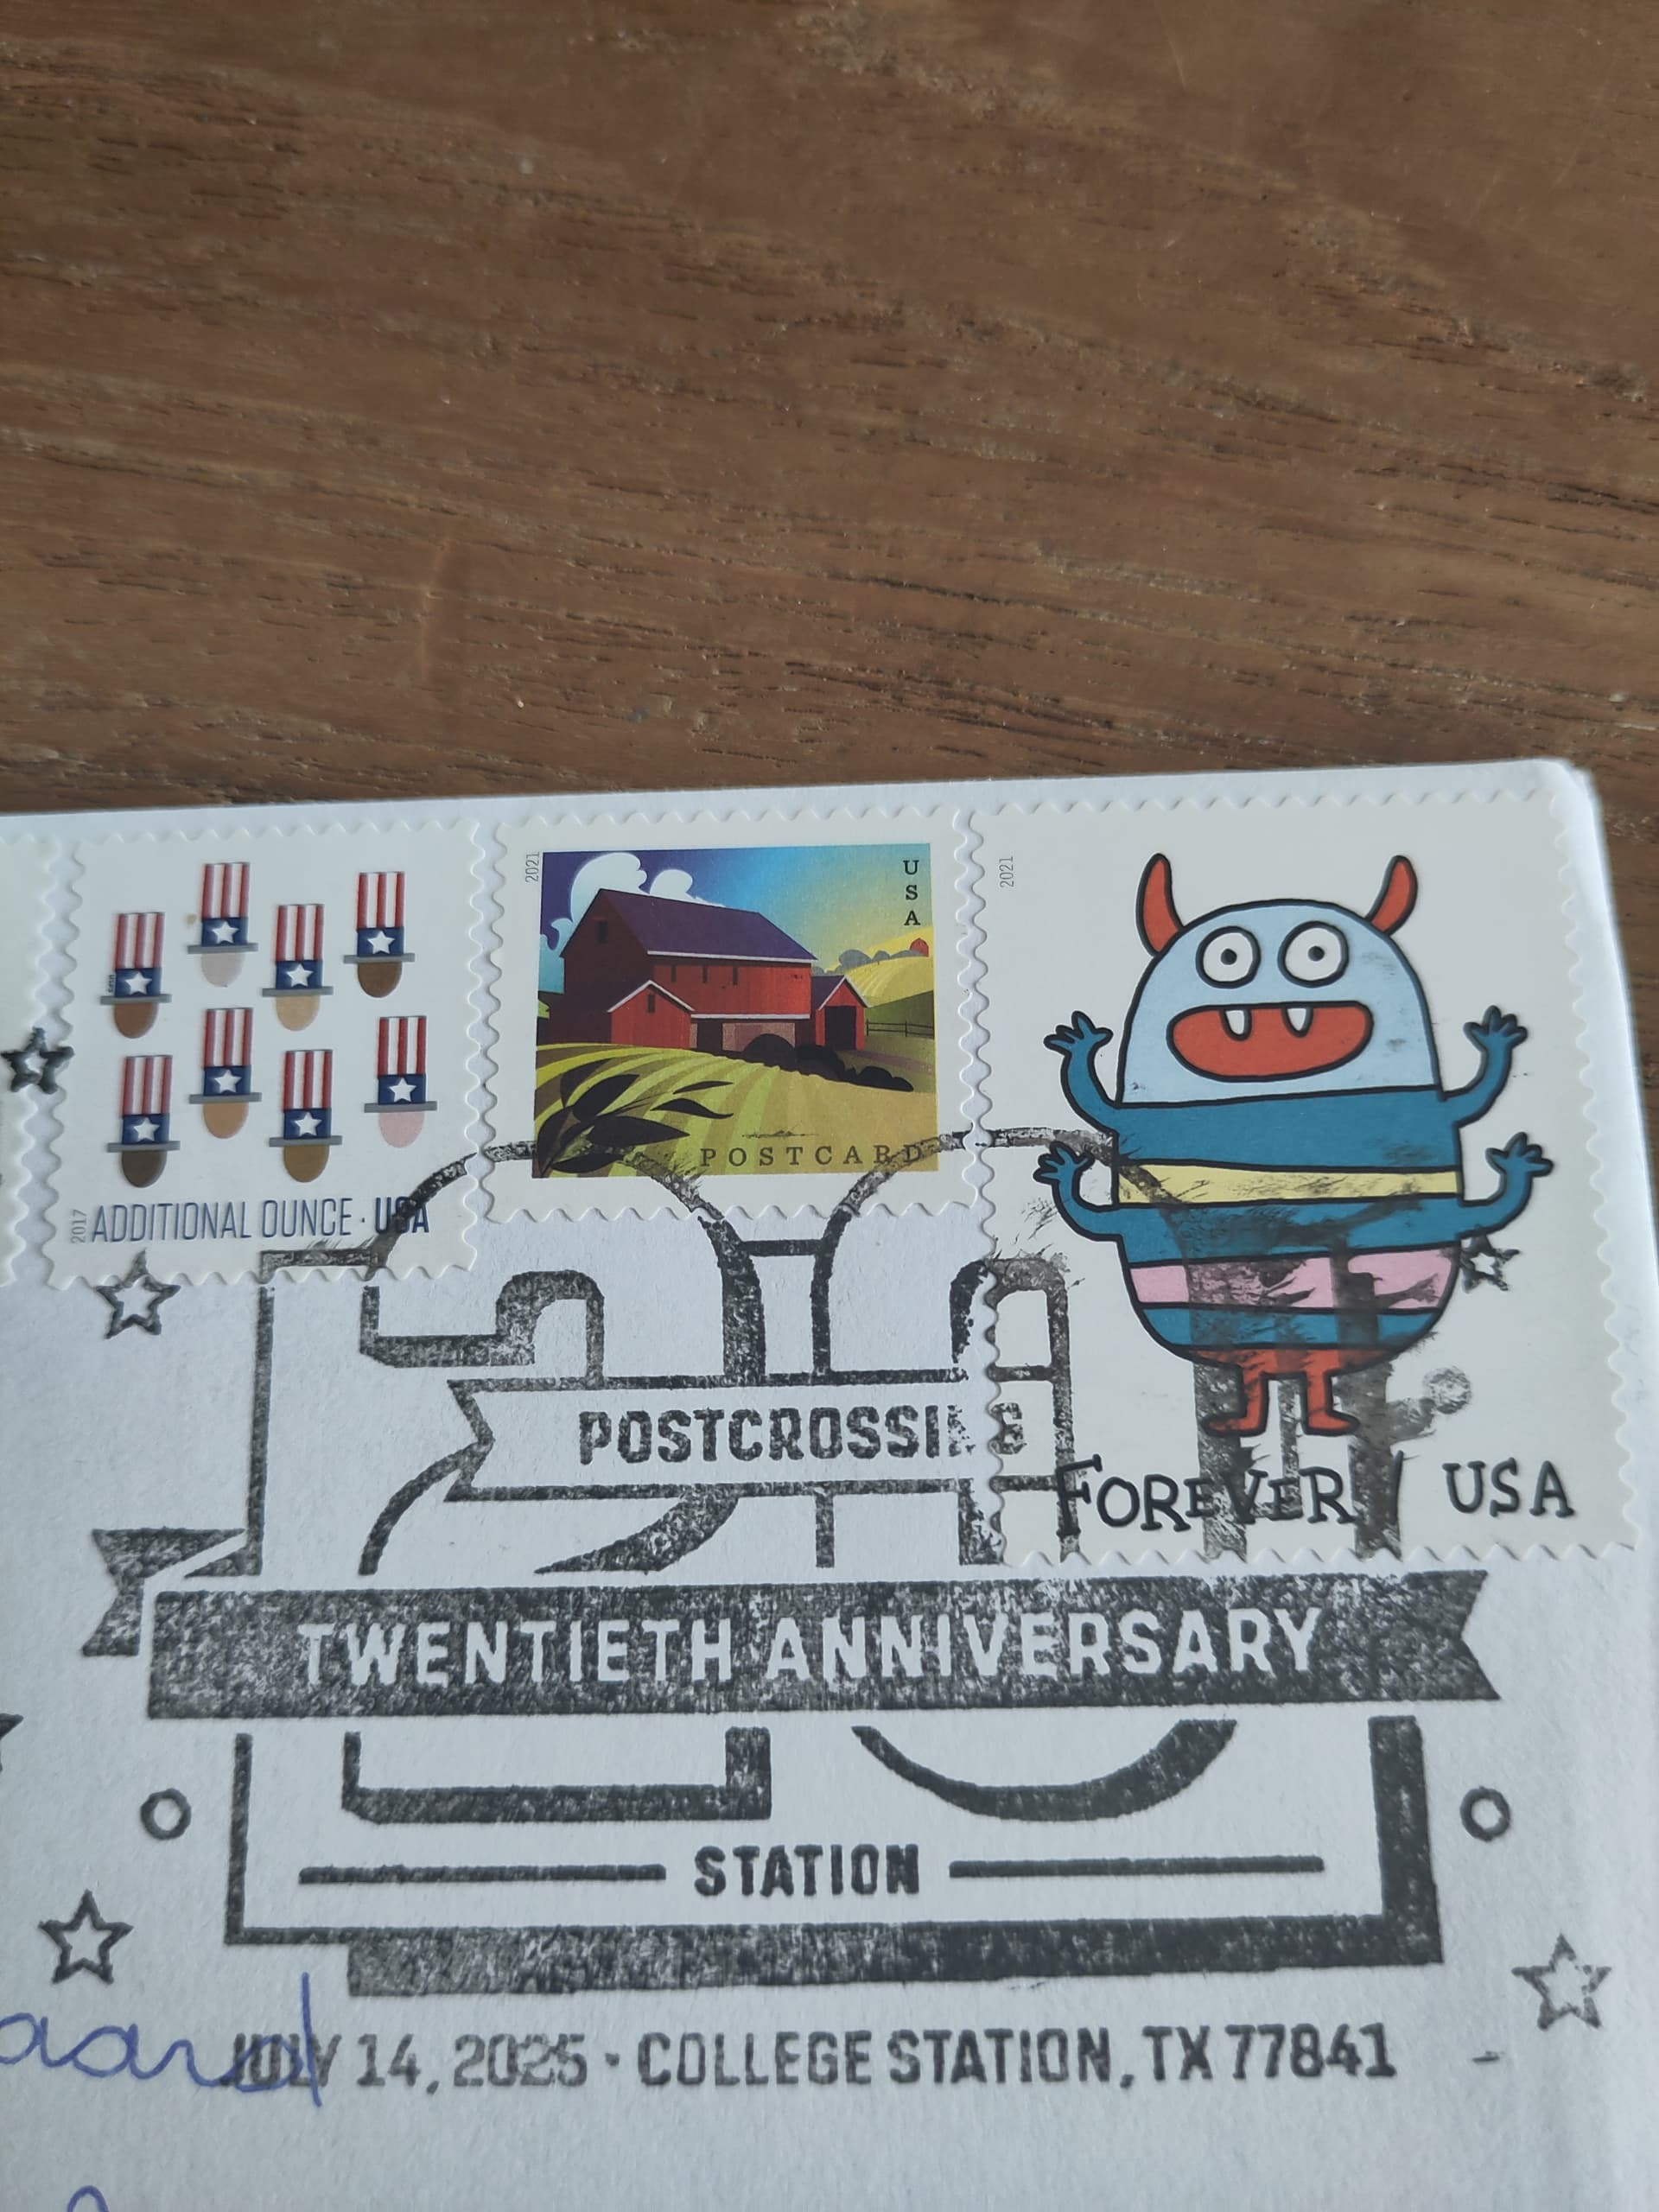 2017
ADDITIONAL OUNCE · USA
2021
USA
POSTCARD
2021
FOREVER / USA
20
POSTCROSSING
TWENTIETH ANNIVERSARY
STATION
JULY 14, 2025 · COLLEGE STATION, TX 77841